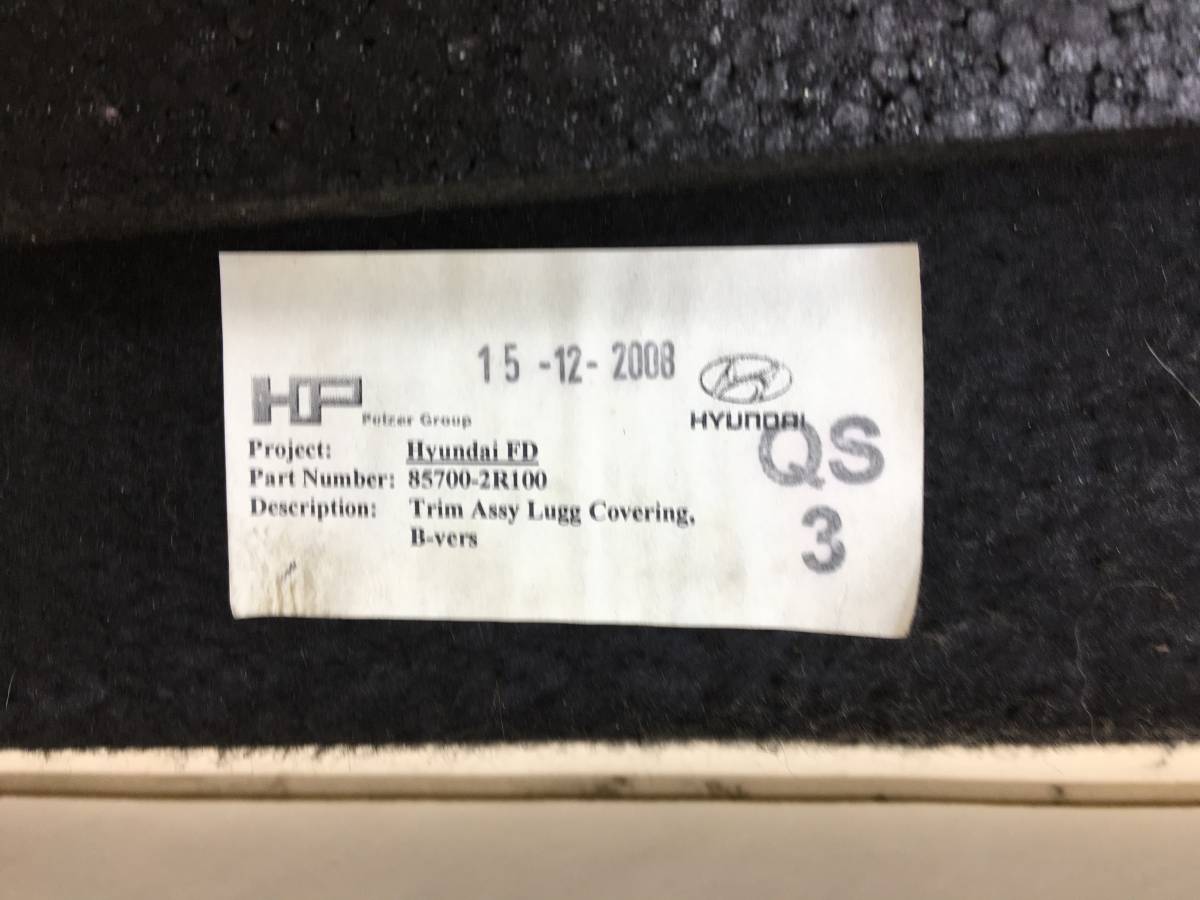 15-12-2008
HP Pelzer Group
HYUNDAI
QS
3
Project: Hyundai FD
Part Number: 85700-2R100
Description: Trim Assy Lugg Covering,
B-vers